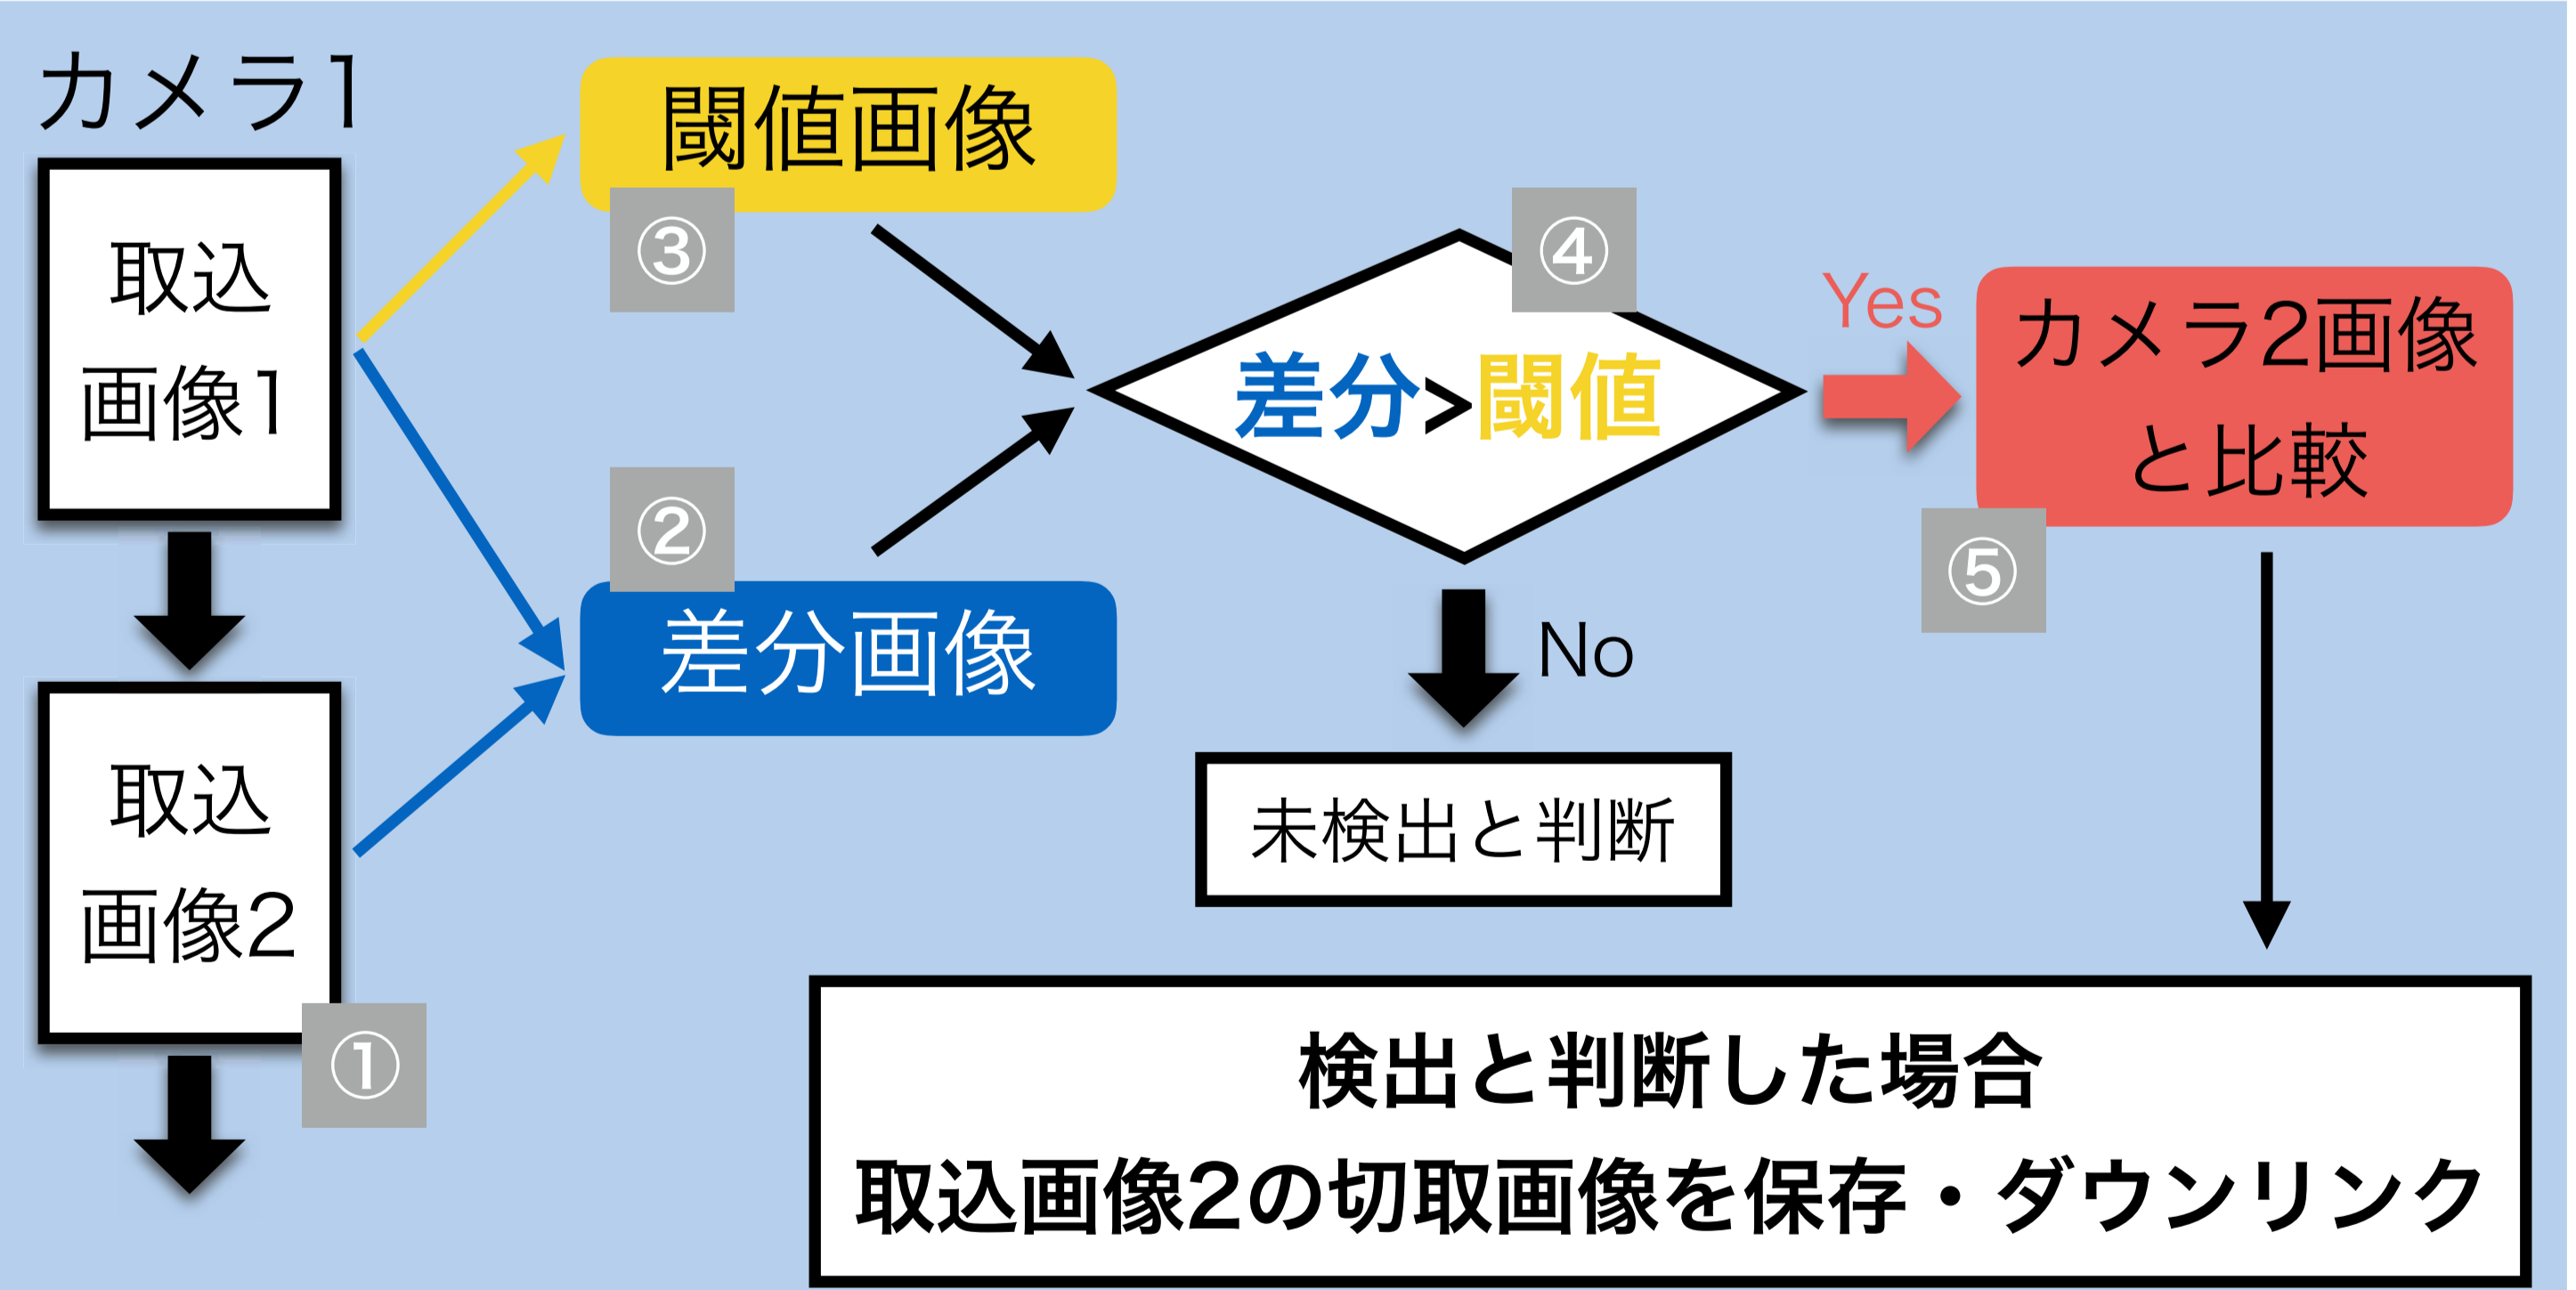 カメラ1
取込
画像1
取込
画像2
①
閾値画像
③
②
差分画像
④
差分>閾値
Yes
No
未検出と判断
カメラ2画像
と比較
⑤
検出と判断した場合
取込画像2の切取画像を保存・ダウンリンク